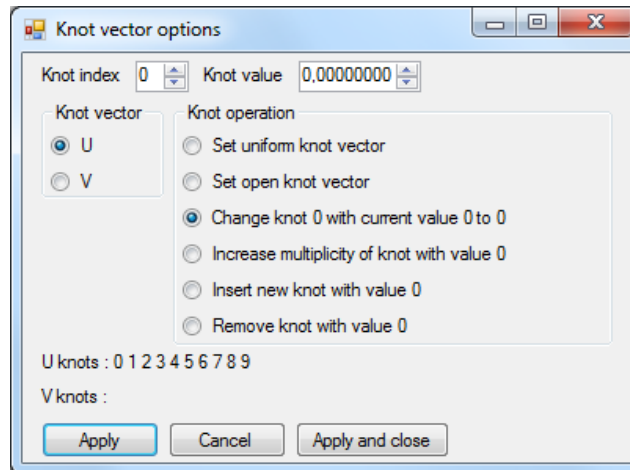 Knot vector options
Knot index 0 Knot value 0,00000000
Knot vector
U
V
Knot operation
Set uniform knot vector
Set open knot vector
Change knot 0 with current value 0 to 0
Increase multiplicity of knot with value 0
Insert new knot with value 0
Remove knot with value 0
U knots : 0 1 2 3 4 5 6 7 8 9
V knots :
Apply Cancel Apply and close